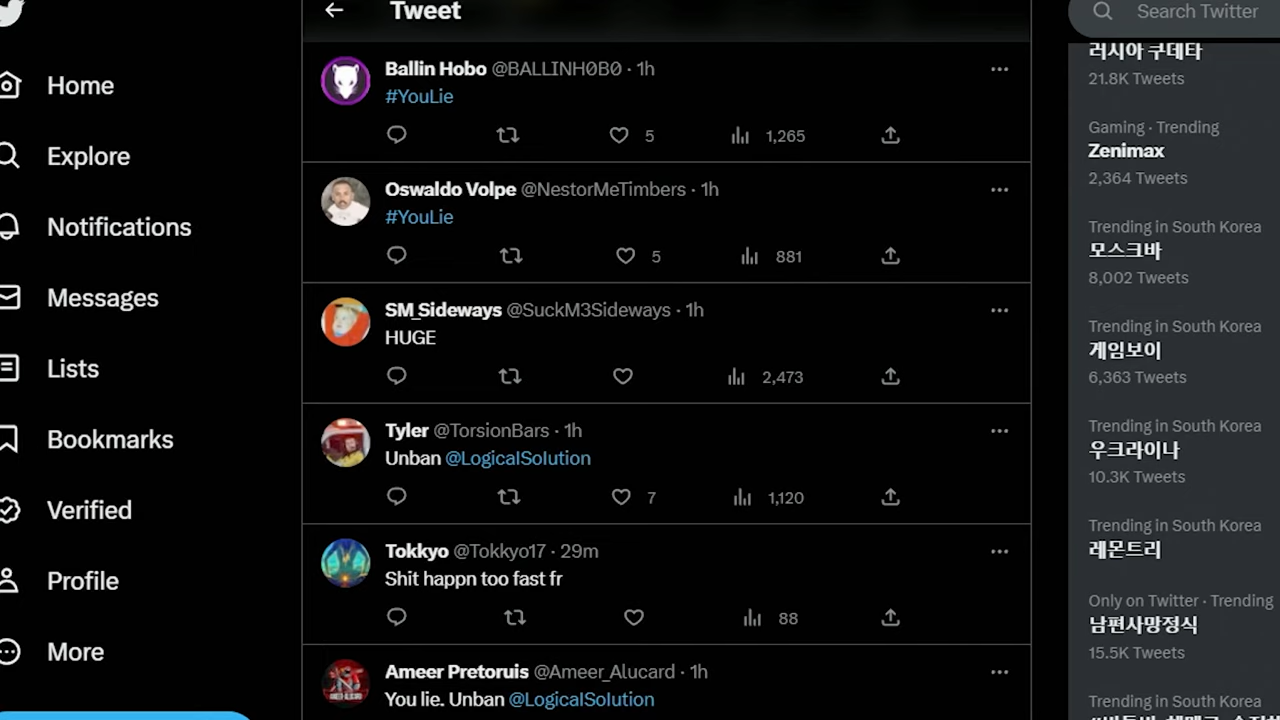 Home
Explore
Notifications
Messages
Lists
Bookmarks
Verified
Profile
More
Tweet
Ballin Hobo @BALLINH0B0 · 1h
#YouLie
5 1,265
Oswaldo Volpe @NestorMeTimbers · 1h
#YouLie
5 881
SM_Sideways @SuckM3Sideways · 1h
HUGE
2,473
Tyler @TorsionBars · 1h
Unban @LogicalSolution
7 1,120
Tokkyo @Tokkyo17 · 29m
Shit happn too fast fr
88
Ameer Pretoruis @Ameer_Alucard · 1h
You lie. Unban @LogicalSolution
Search Twitter
러시아 쿠데타
21.8K Tweets
Gaming · Trending
Zenimax
2,364 Tweets
Trending in South Korea
모스크바
8,002 Tweets
Trending in South Korea
게임보이
6,363 Tweets
Trending in South Korea
우크라이나
10.3K Tweets
Trending in South Korea
레몬트리
Only on Twitter · Trending
남편사망정식
15.5K Tweets
Trending in South Korea